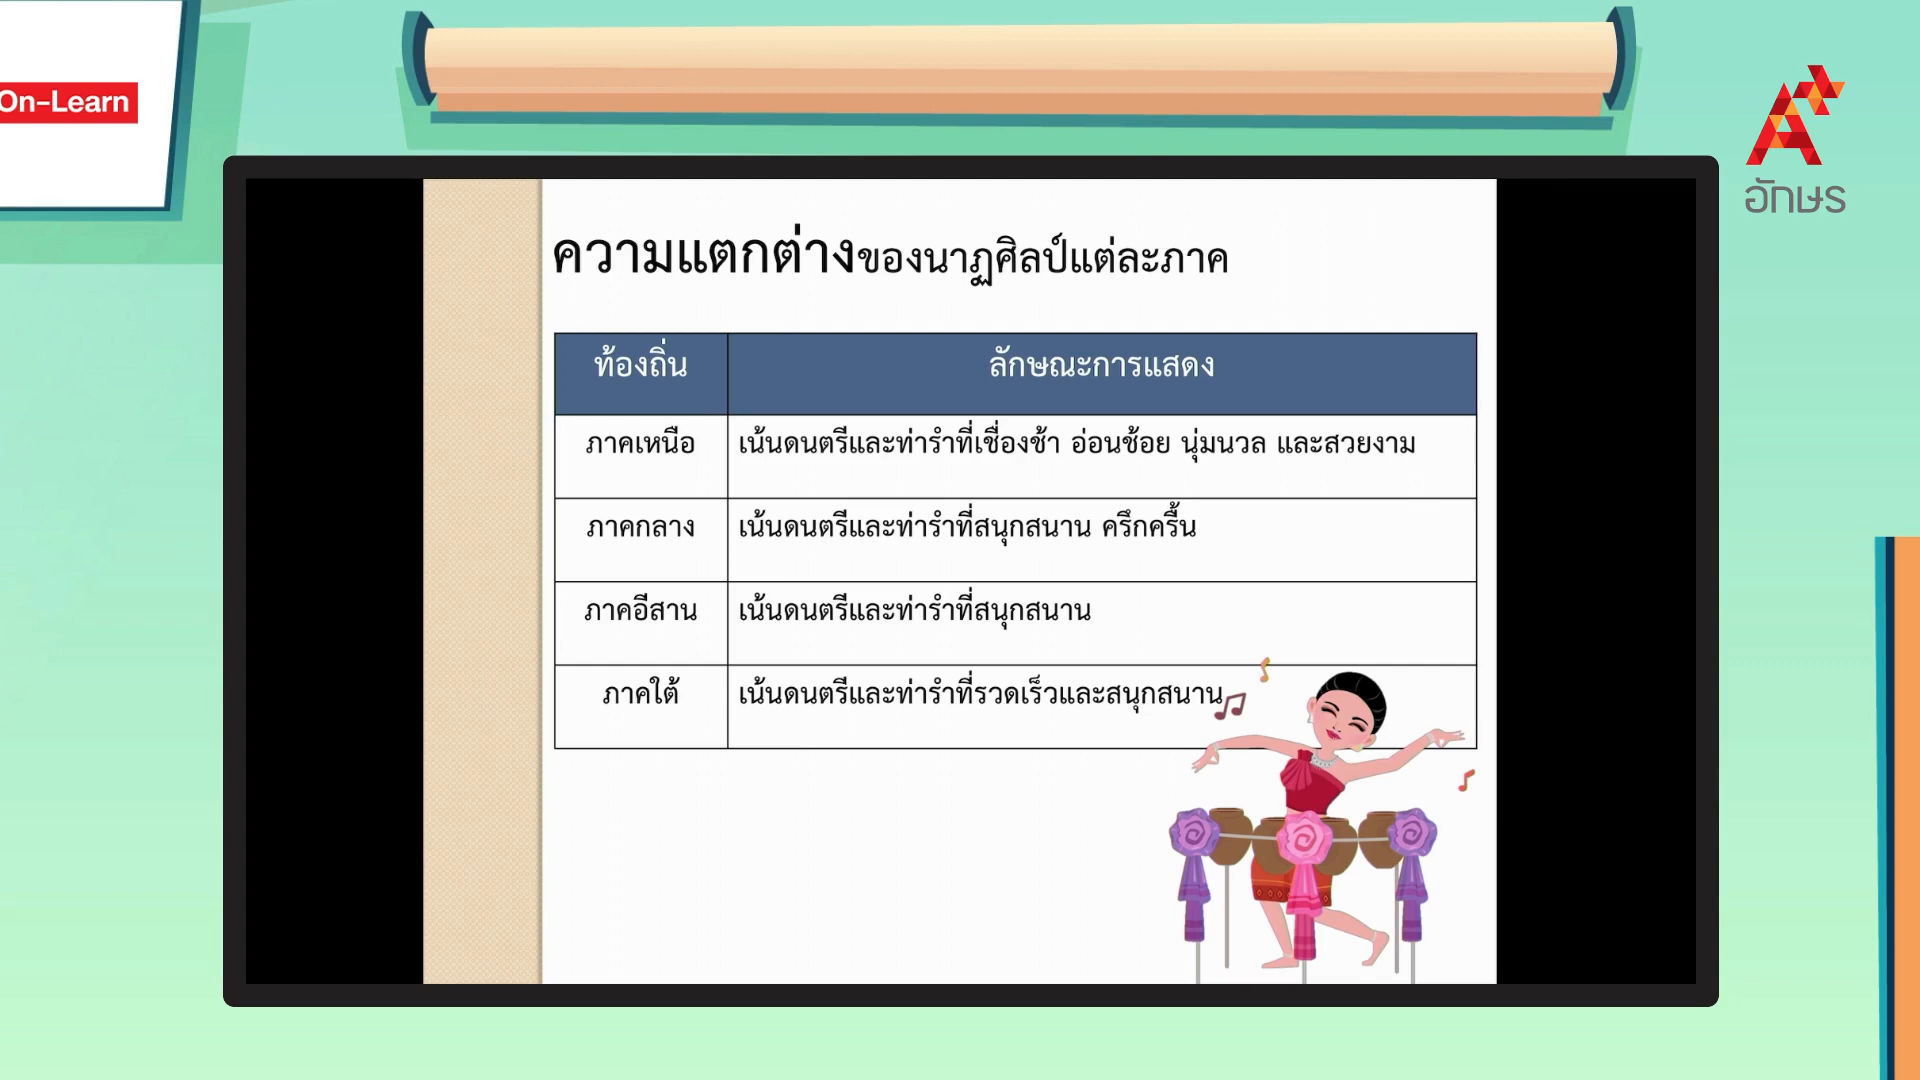 On-Learn
อักษร
ความแตกต่างของนาฏศิลป์แต่ละภาค
ท้องถิ่น ลักษณะการแสดง
ภาคเหนือ เน้นดนตรีและท่ารำที่เชื่องช้า อ่อนช้อย นุ่มนวล และสวยงาม
ภาคกลาง เน้นดนตรีและท่ารำที่สนุกสนาน ครึกครื้น
ภาคอีสาน เน้นดนตรีและท่ารำที่สนุกสนาน
ภาคใต้ เน้นดนตรีและท่ารำที่รวดเร็วและสนุกสนาน